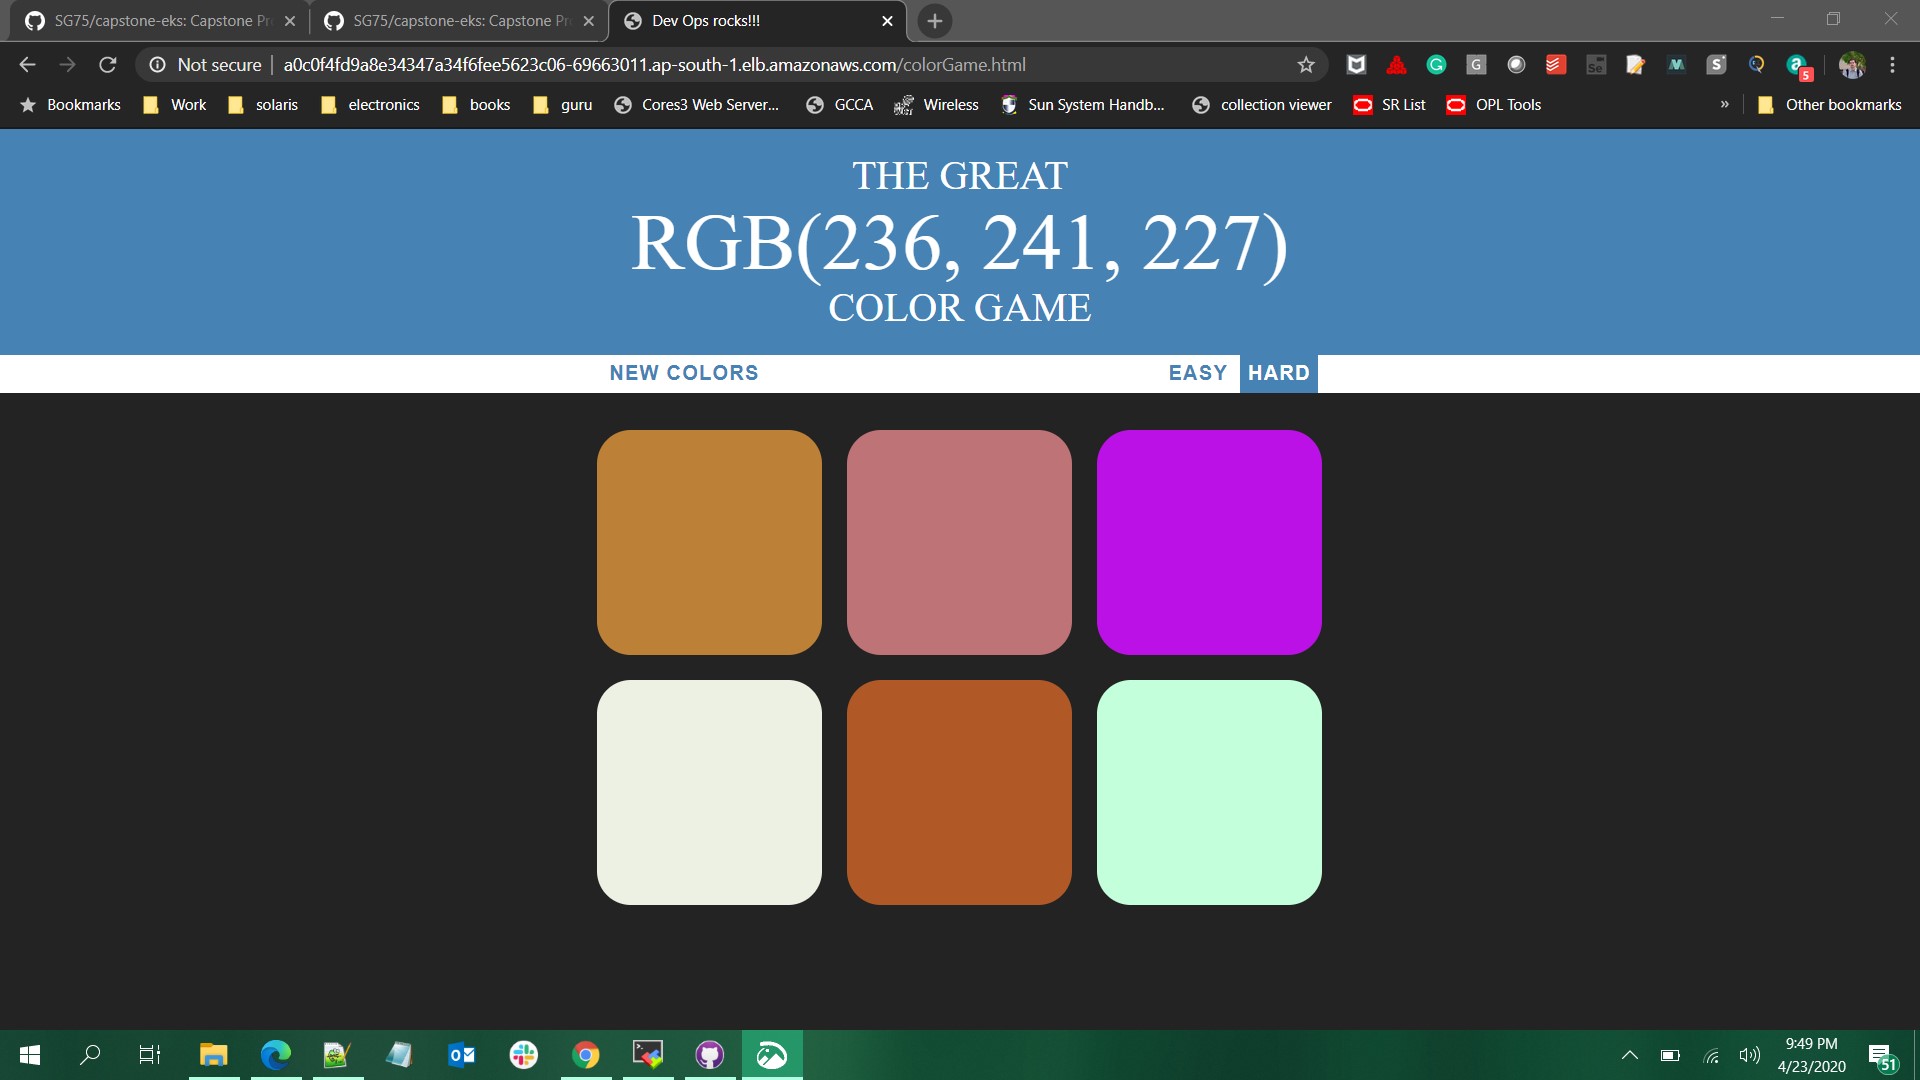 SG75/capstone-eks: Capstone Pr
SG75/capstone-eks: Capstone Pr
Dev Ops rocks!!!
Not secure
a0c0f4fd9a8e34347a34f6fee5623c06-69663011.ap-south-1.elb.amazonaws.com/colorGame.html
G
Se
M
S
a
5
Bookmarks
Work
solaris
electronics
books
guru
Cores3 Web Server...
GCCA
Wireless
Sun System Handb...
collection viewer
SR List
OPL Tools
»
Other bookmarks
THE GREAT
RGB(236, 241, 227)
COLOR GAME
NEW COLORS
EASY
HARD
9:49 PM
4/23/2020
51